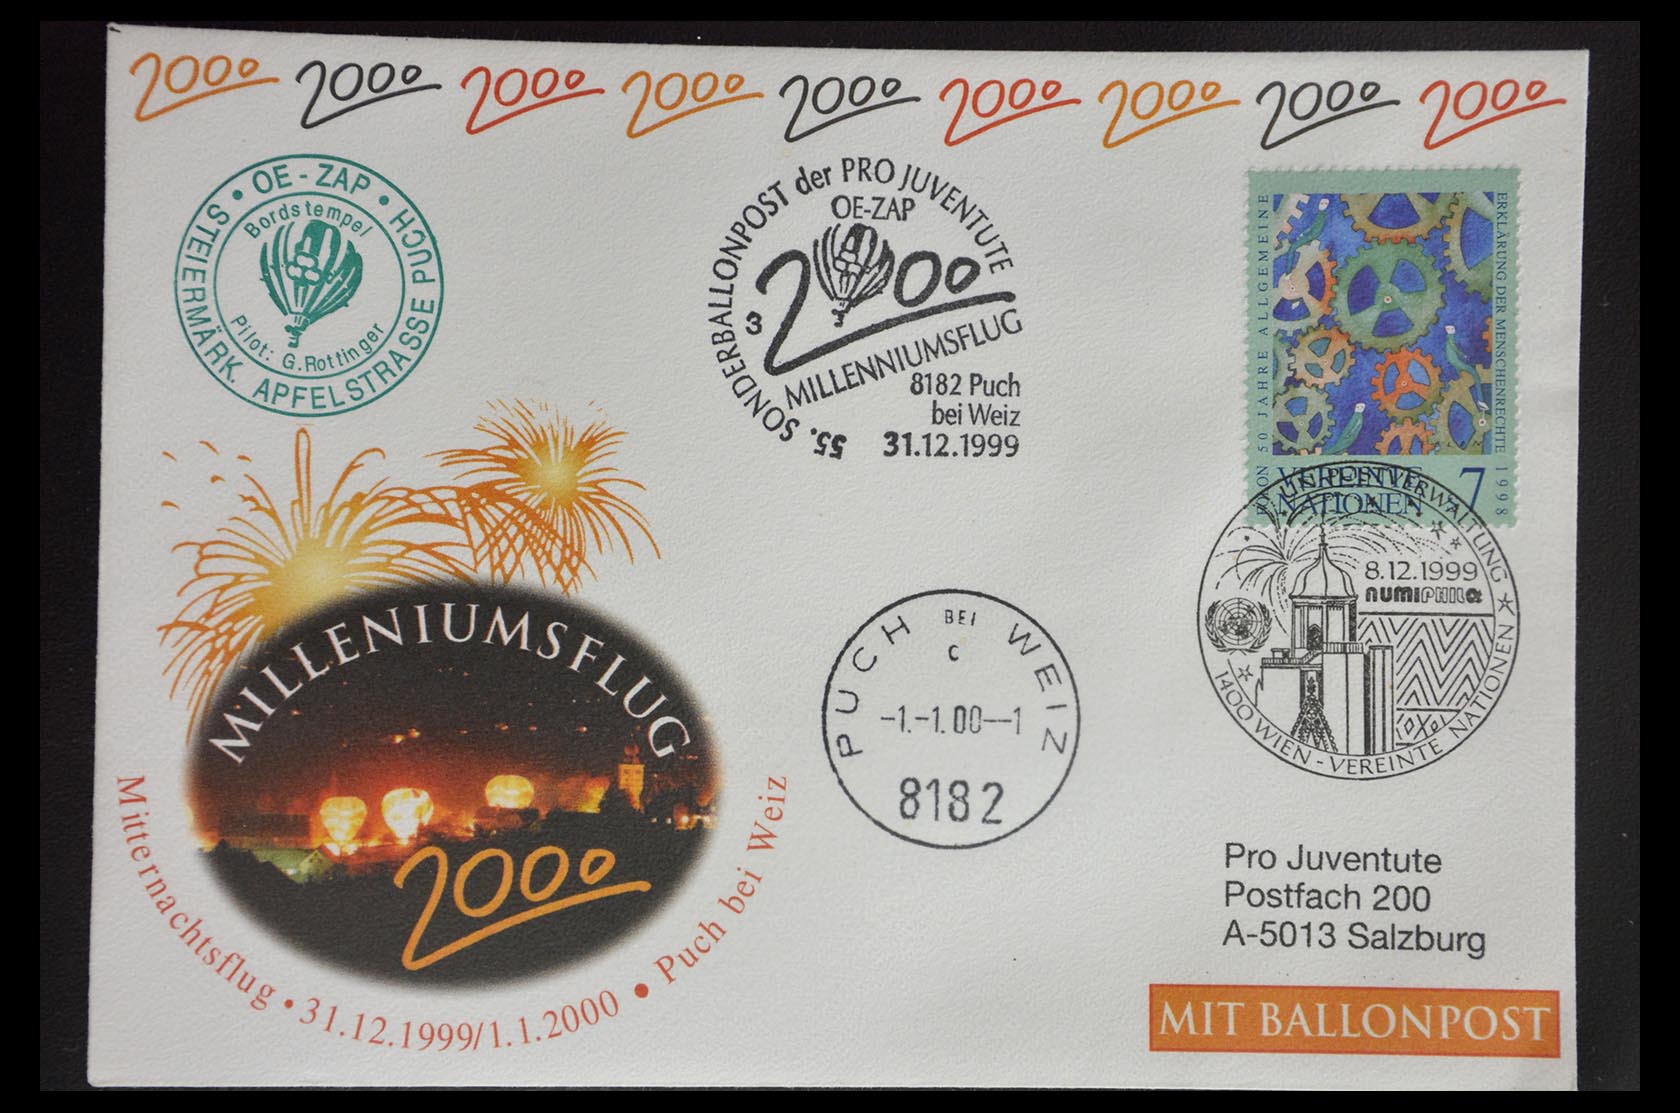 2000 2000 2000 2000 2000 2000 2000 2000 2000
• OE - ZAP •
STEIERMÄRK. APFELSTRASSE PUCH
Bordstempel
Pilot: G.Rottinger
55. SONDERBALLONPOST der PRO JUVENTUTE
OE-ZAP
2000
3
MILLENNIUMSFLUG
8182 Puch
bei Weiz
31.12.1999
50 JAHRE ALLGEMEINE
ERKLÄRUNG DER MENSCHENRECHTE 1998
VEREINTE
NATIONEN
7
8.12.1999
NUMIPHILA
1400 WIEN - VEREINTE NATIONEN
MILLENIUMSFLUG
2000
Mitternachtsflug • 31.12.1999/1.1.2000 • Puch bei Weiz
PUCH BEI WEIZ
c
-1.-1.00--1
8182
Pro Juventute
Postfach 200
A-5013 Salzburg
MIT BALLONPOST